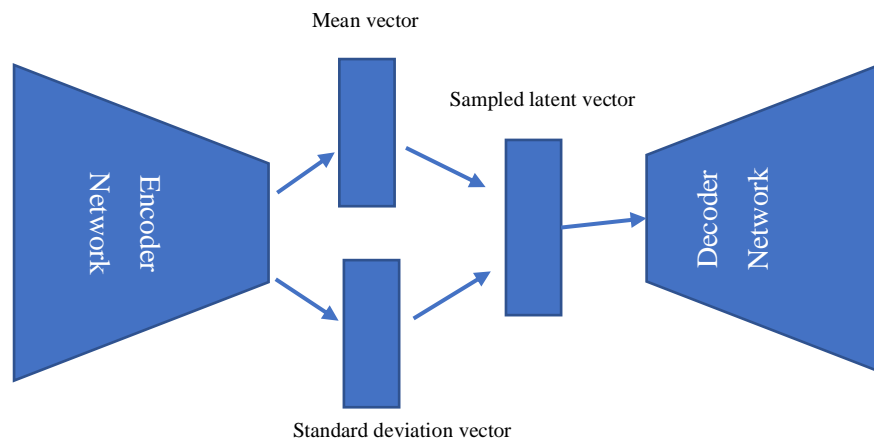 Mean vector
Sampled latent vector
Encoder
Network
Decoder
Network
Standard deviation vector